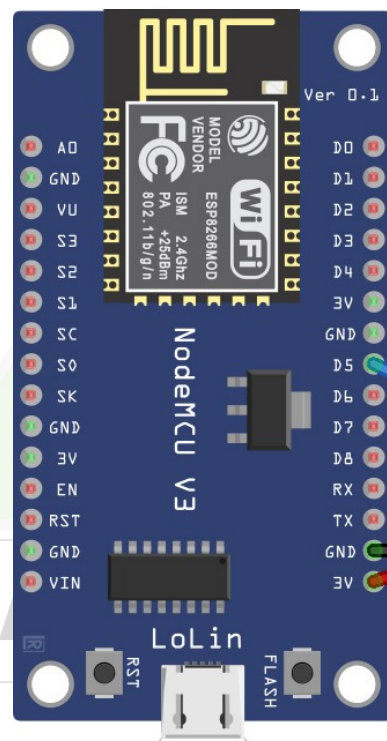 Ver 0.1
MODEL
VENDOR
ESP8266MOD
Wi Fi
FC
ISM 2.4Ghz
PA +25dBm
802.11b/g/n
A0
GND
VU
S3
S2
S1
SC
S0
SK
GND
3V
EN
RST
GND
VIN
D0
D1
D2
D3
D4
3V
GND
D5
D6
D7
D8
RX
TX
GND
3V
NodeMCU V3
LoLin
RST
FLASH